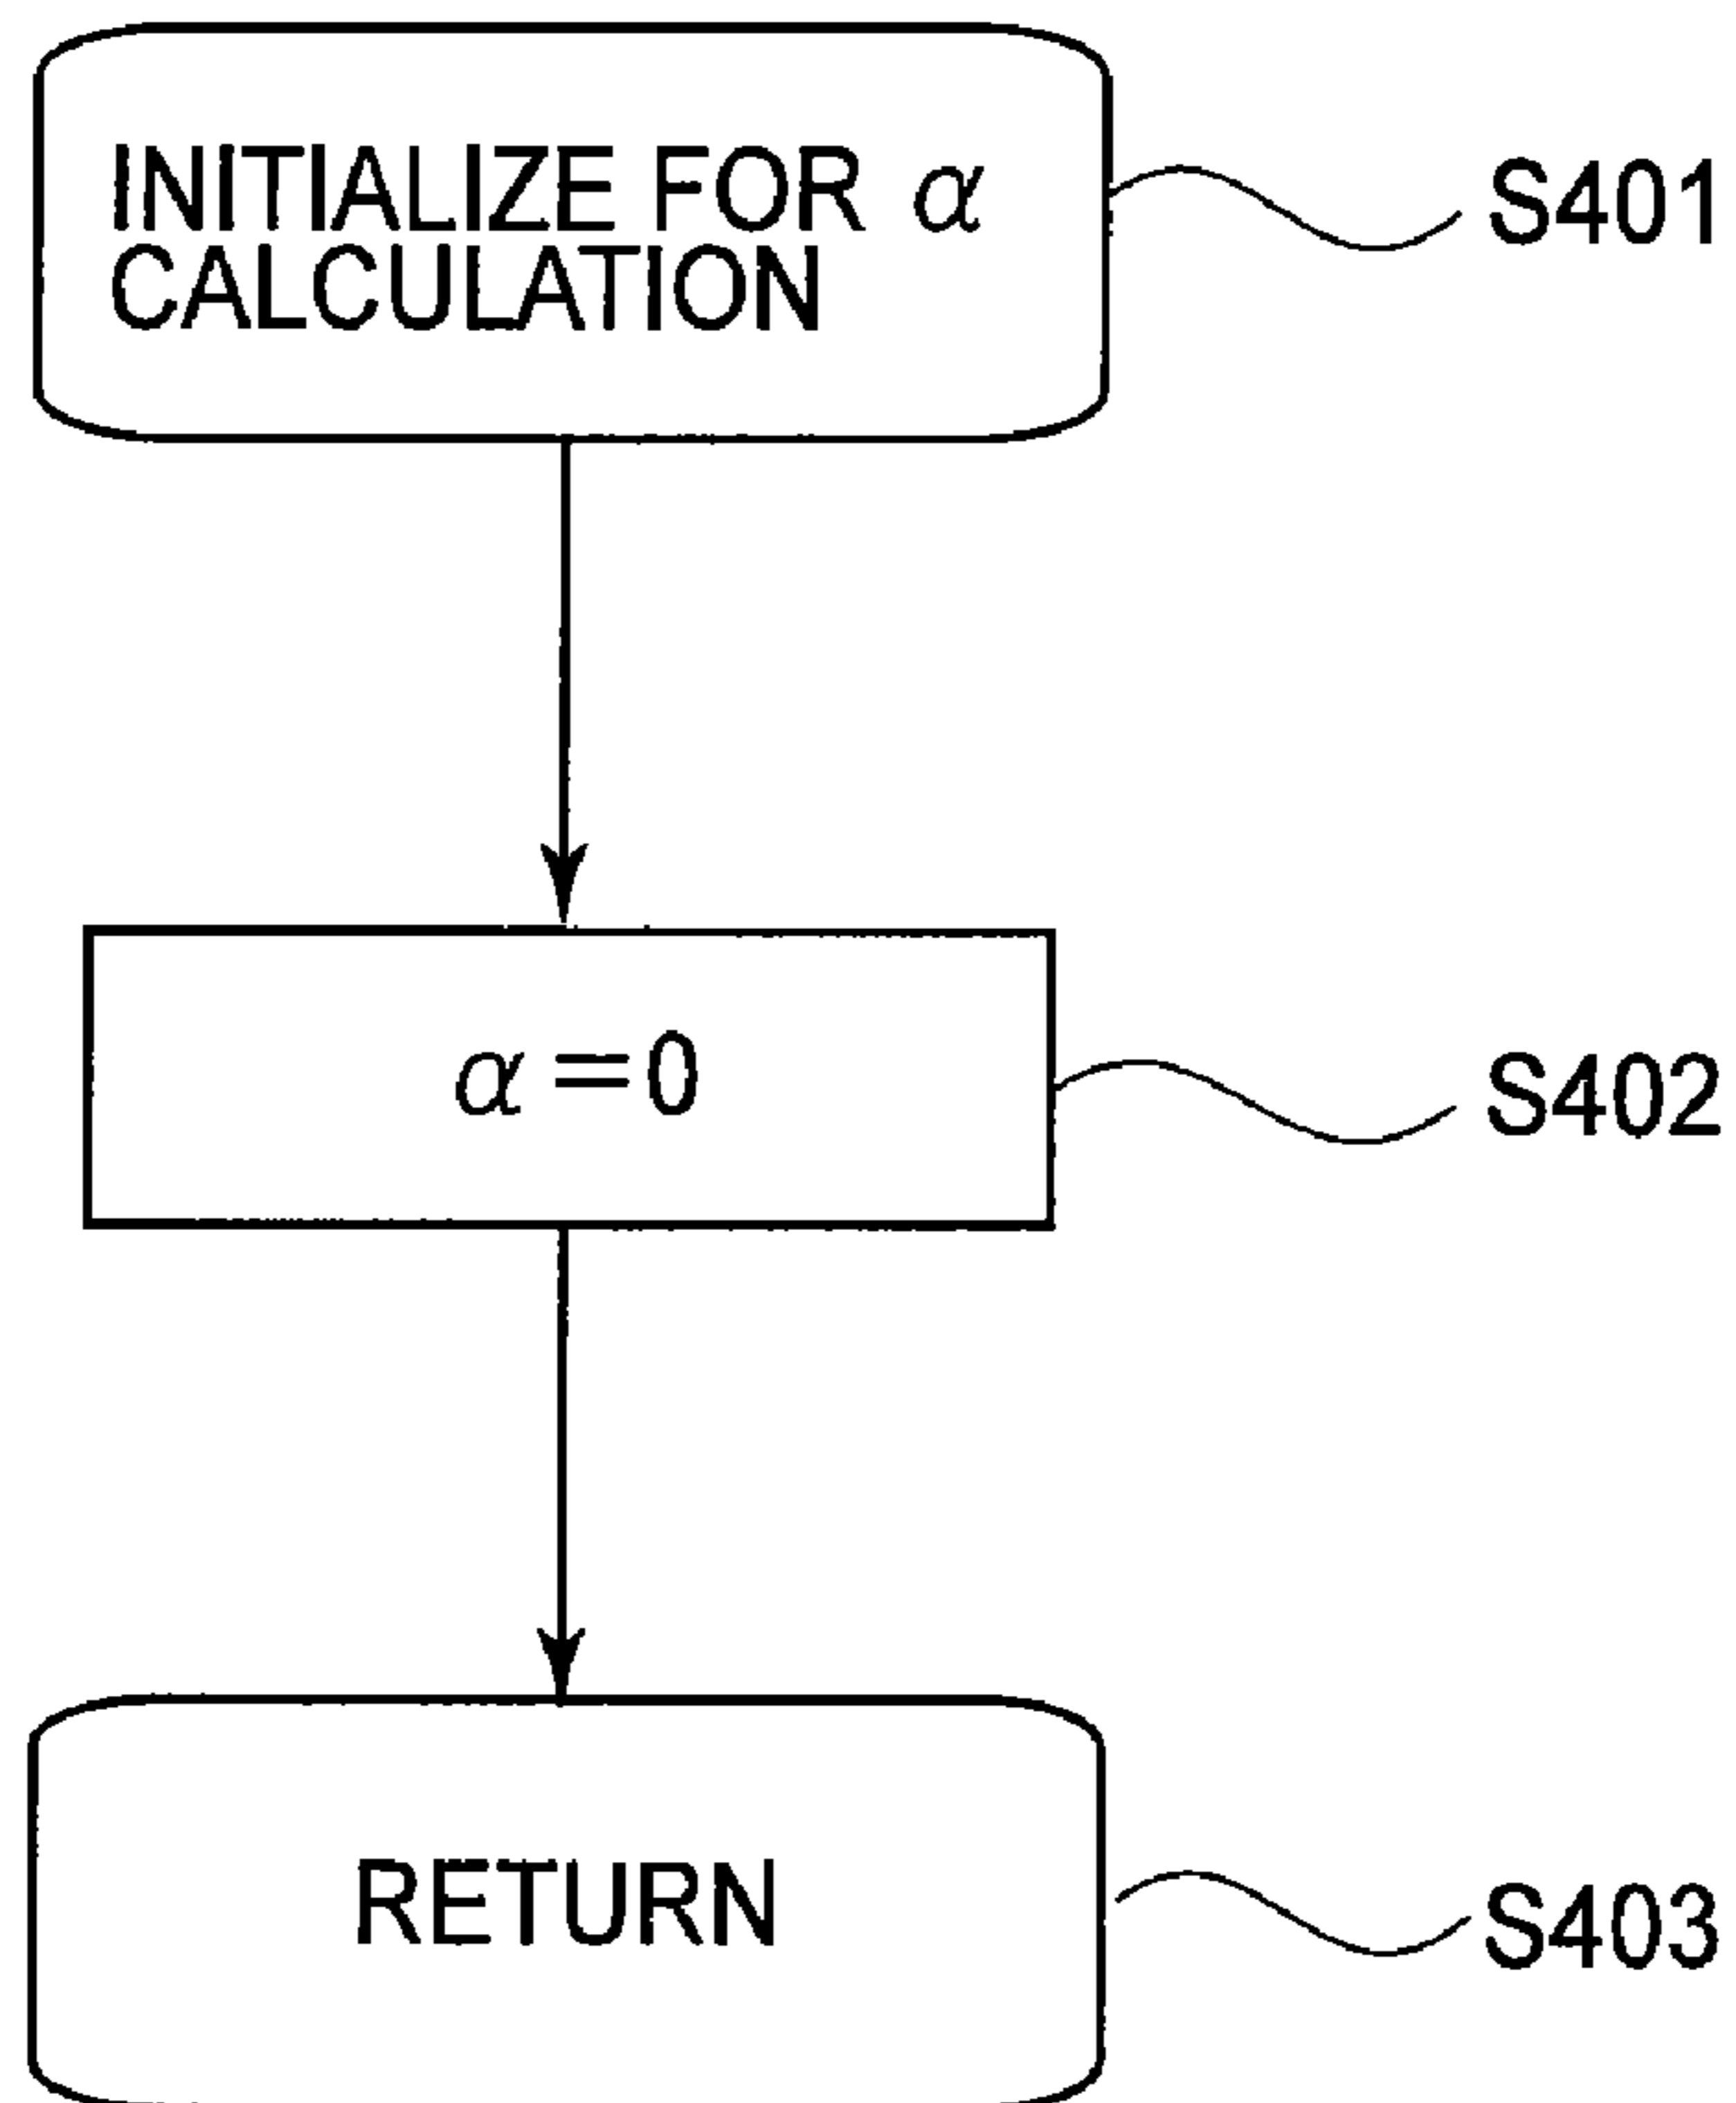 INITIALIZE FOR α
CALCULATION
S401
α=0
S402
RETURN
S403